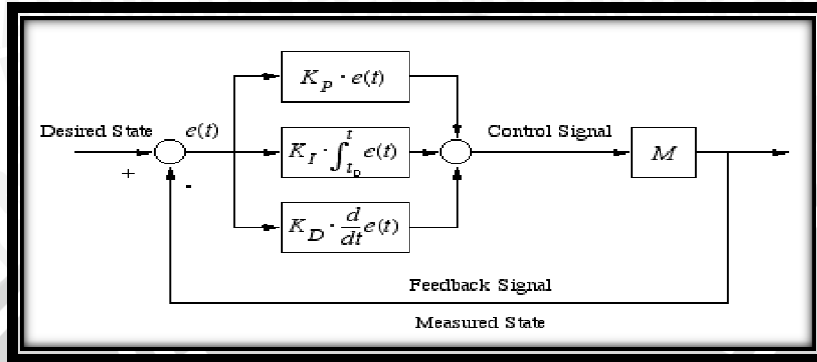 K_P · e(t)
Desired State
e(t)
+
-
K_I · ∫_{t_0}^{t} e(t)
Control Signal
M
K_D · d/dt e(t)
Feedback Signal
Measured State